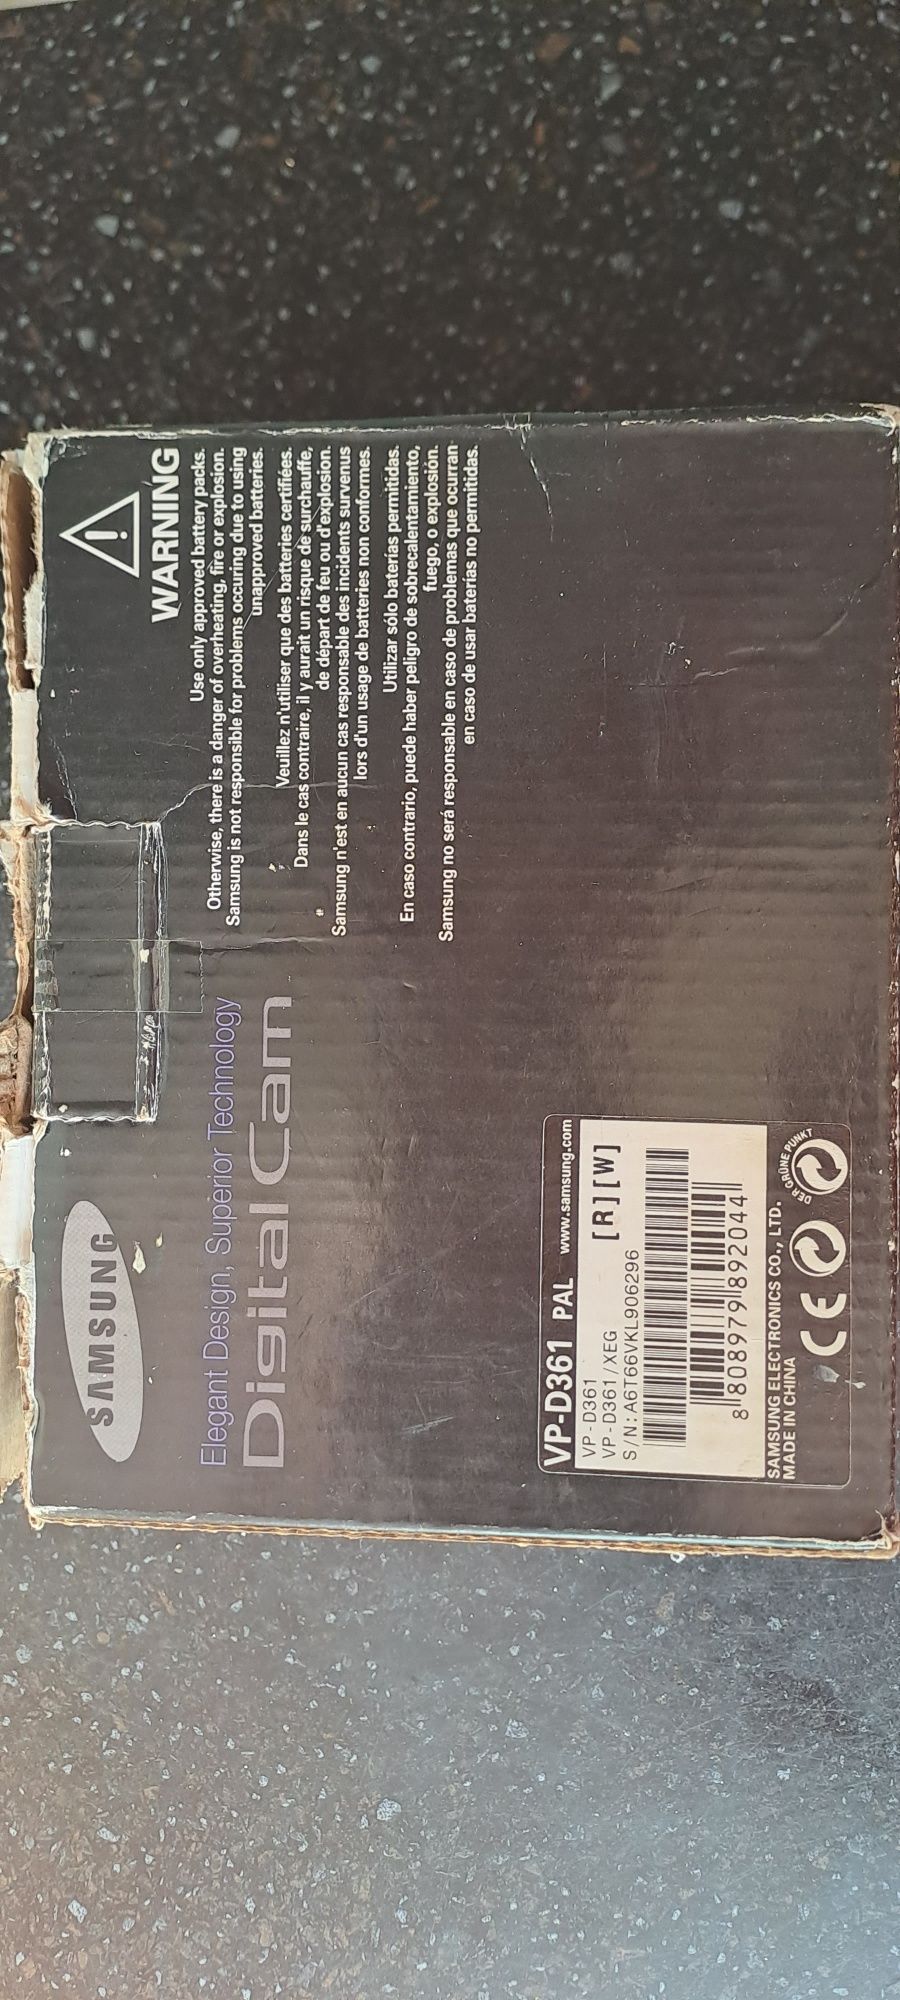 SAMSUNG
Elegant Design, Superior Technology
Digital Cam
WARNING
Use only approved battery packs.
Otherwise, there is a danger of overheating, fire or explosion.
Samsung is not responsible for problems occuring due to using
unapproved batteries.
Veuillez n'utiliser que des batteries certifiées.
Dans le cas contraire, il y aurait un risque de surchauffe,
de départ de feu ou d'explosion.
Samsung n'est en aucun cas responsable des incidents survenus
lors d'un usage de batteries non conformes.
Utilizar sólo baterías permitidas.
En caso contrario, puede haber peligro de sobrecalentamiento,
fuego, o explosión.
Samsung no será responsable en caso de problemas que ocurran
en caso de usar baterías no permitidas.
VP-D361 PAL www.samsung.com
VP-D361
VP-D361/XEG [R][W]
S/N:A6T66VKL906296
8 808979 892044
SAMSUNG ELECTRONICS CO., LTD.
MADE IN CHINA
CE
DER GRÜNE PUNKT